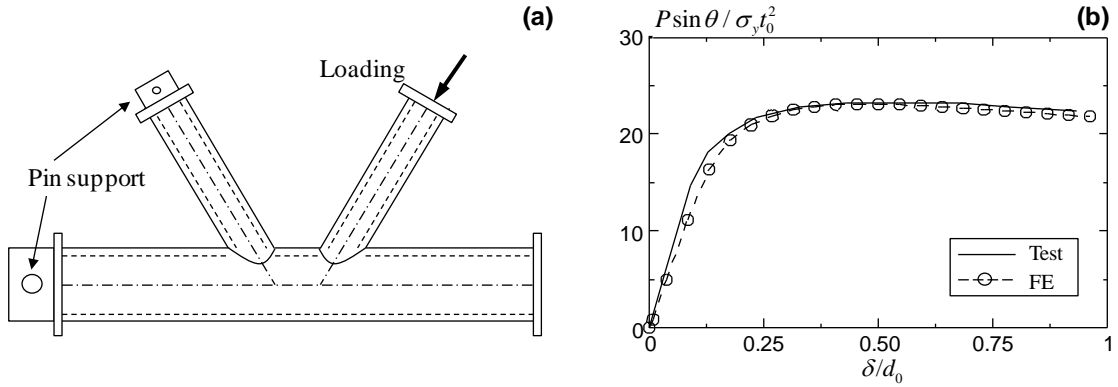 (a)
Loading
Pin support
(b)
P sin θ / σ_y t_0^2
30
20
10
0
Test
FE
0 0.25 0.50 0.75 1
δ/d_0